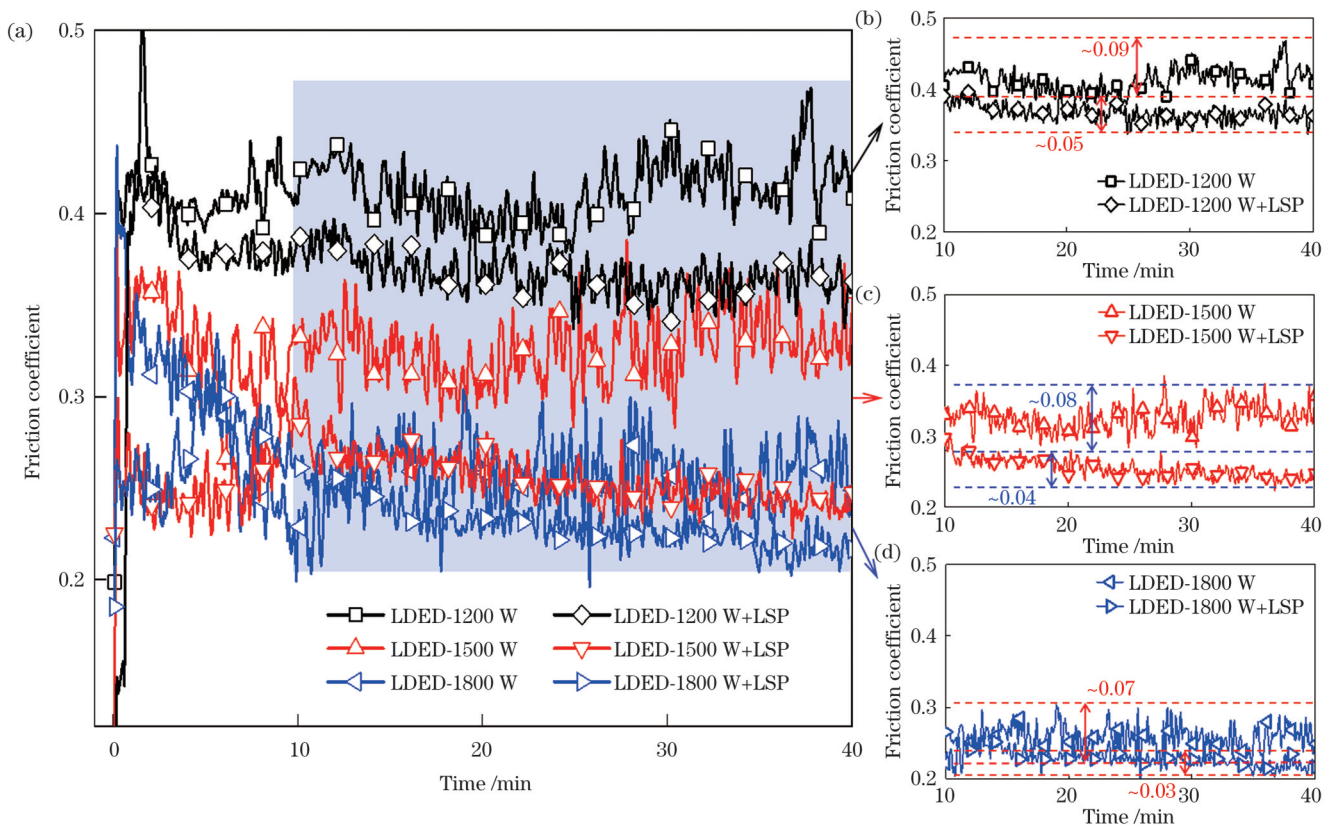 (a)
Friction coefficient
0.5
0.4
0.3
0.2
0
10
20
30
40
Time /min
LDED-1200 W
LDED-1200 W+LSP
LDED-1500 W
LDED-1500 W+LSP
LDED-1800 W
LDED-1800 W+LSP
(b)
Friction coefficient
0.5
0.4
0.3
0.2
~0.09
~0.05
LDED-1200 W
LDED-1200 W+LSP
10
20
30
40
Time /min
(c)
Friction coefficient
0.5
0.4
0.3
0.2
LDED-1500 W
LDED-1500 W+LSP
~0.08
~0.04
10
20
30
40
Time /min
(d)
Friction coefficient
0.5
0.4
0.3
0.2
LDED-1800 W
LDED-1800 W+LSP
~0.07
~0.03
10
20
30
40
Time /min